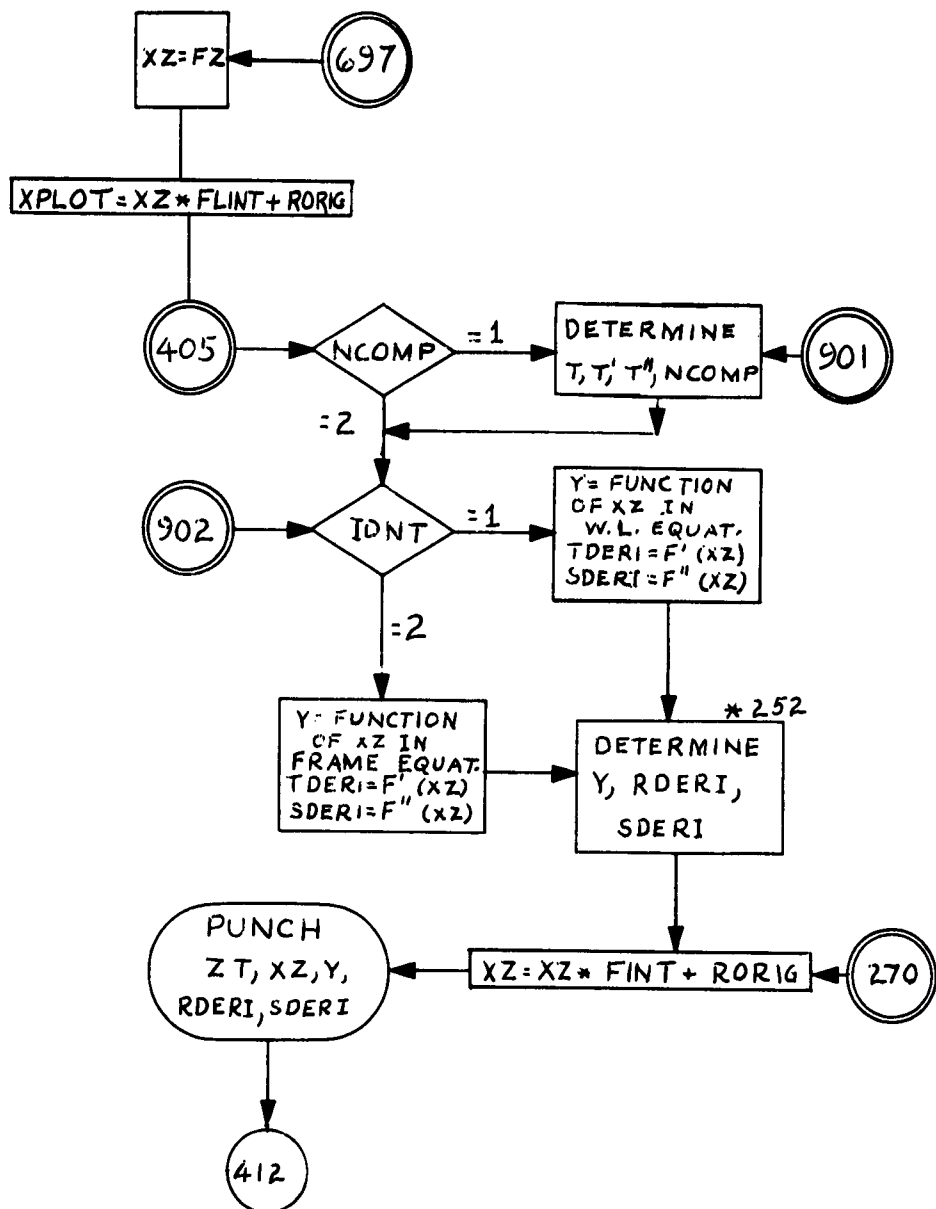 XZ=FZ
697
XPLOT=XZ*FLINT+RORIG
405
NCOMP
=1
DETERMINE
T,T,' T", NCOMP
901
=2
902
IDNT
=1
Y= FUNCTION
OF XZ IN
W.L. EQUAT.
TDERI=F' (XZ)
SDERI=F" (XZ)
=2
Y= FUNCTION
OF XZ IN
FRAME EQUAT.
TDERI=F' (XZ)
SDERI=F" (XZ)
* 252
DETERMINE
Y, RDERI,
SDERI
PUNCH
ZT, XZ, Y,
RDERI, SDERI
XZ=XZ* FINT + RORIG
270
412